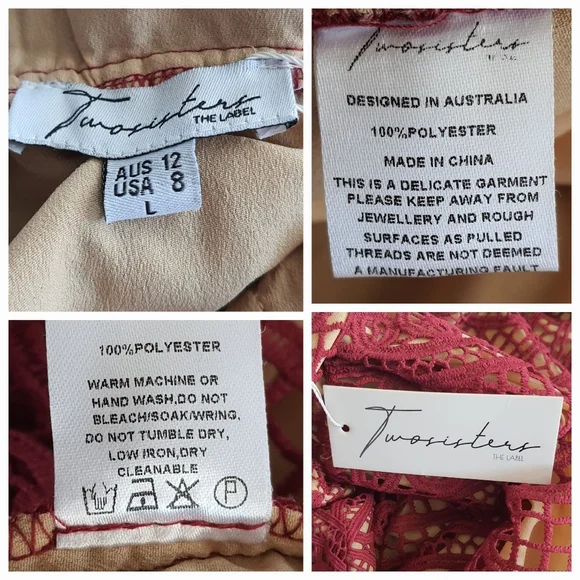 Twosisters
THE LABEL
AUS 12
USA 8
L
Twosisters
DESIGNED IN AUSTRALIA
100%POLYESTER
MADE IN CHINA
THIS IS A DELICATE GARMENT
PLEASE KEEP AWAY FROM
JEWELLERY AND ROUGH
SURFACES AS PULLED
THREADS ARE NOT DEEMED
A MANUFACTURING FAULT
100%POLYESTER
WARM MACHINE OR
HAND WASH,DO NOT
BLEACH/SOAK/WRING,
DO NOT TUMBLE DRY,
LOW IRON,DRY
CLEANABLE
P
Twosisters
THE LABEL